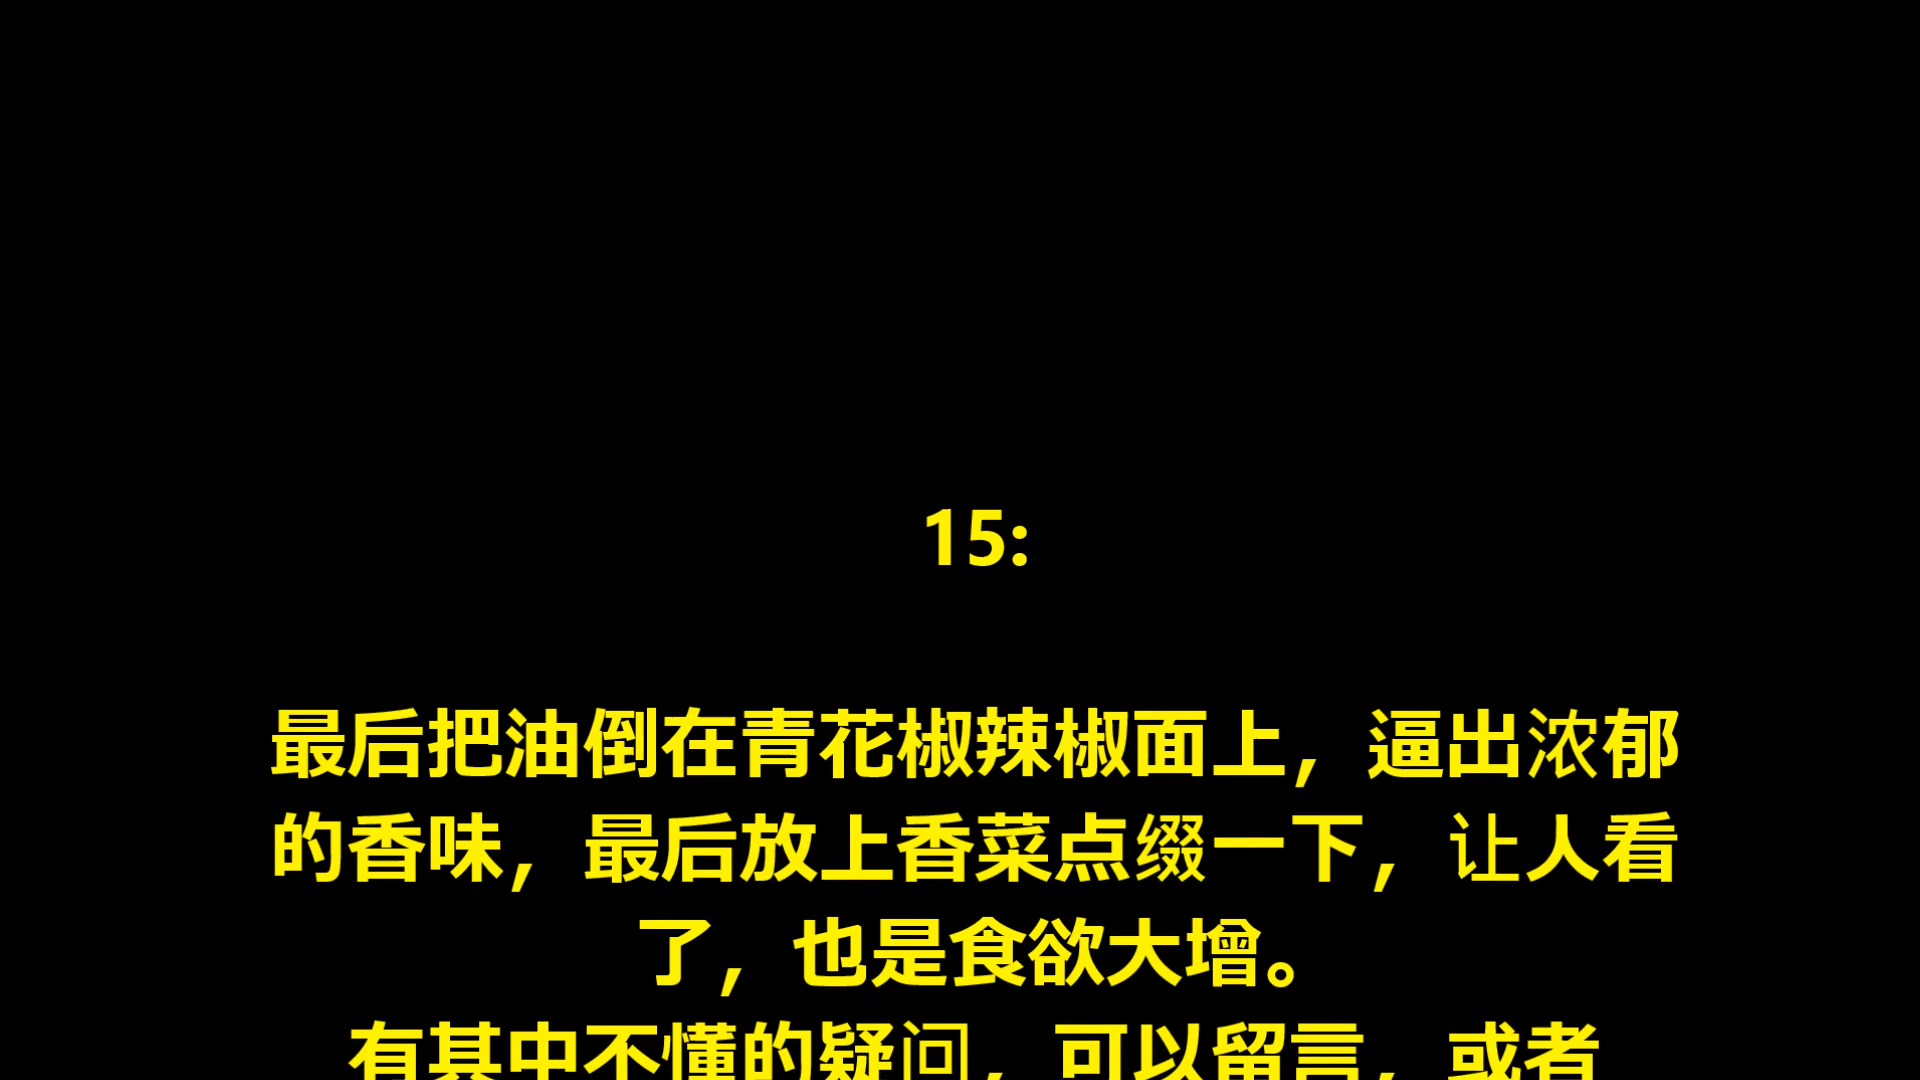 15:
最后把油倒在青花椒辣椒面上，逼出浓郁
的香味，最后放上香菜点缀一下，让人看
了，也是食欲大增。
有其中不懂的疑问，可以留言，或者